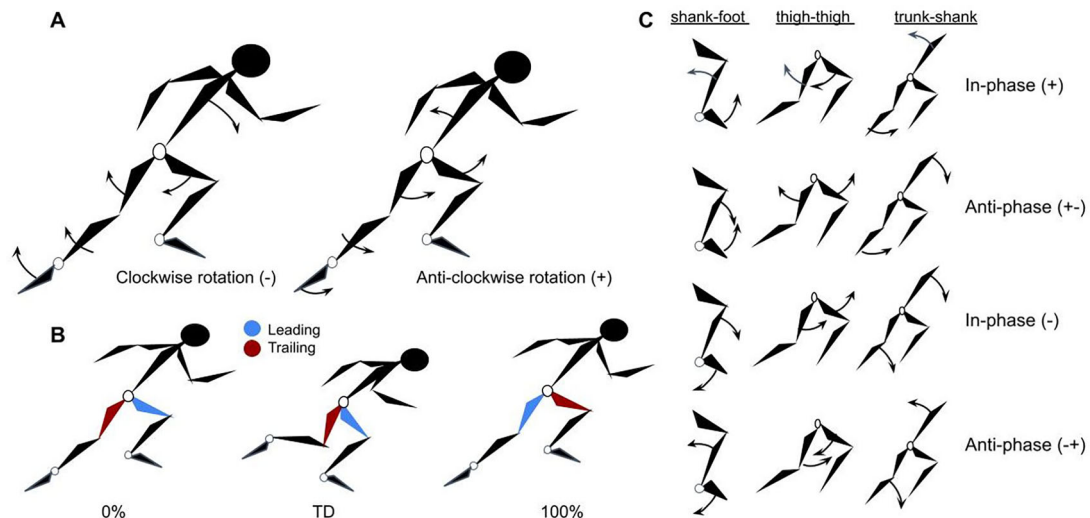 A
Clockwise rotation (-)
Anti-clockwise rotation (+)
B
Leading
Trailing
0%
TD
100%
C
shank-foot thigh-thigh trunk-shank
In-phase (+)
Anti-phase (+-)
In-phase (-)
Anti-phase (-+)